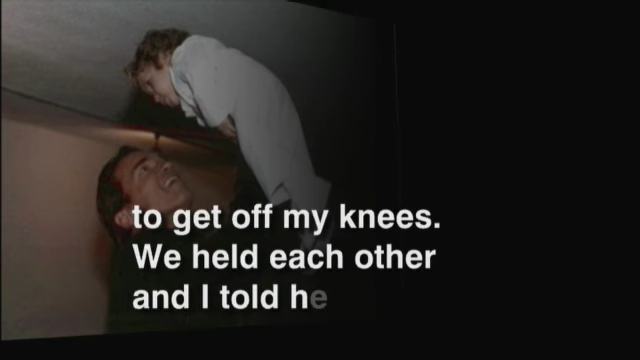 to get off my knees.
We held each other
and I told he